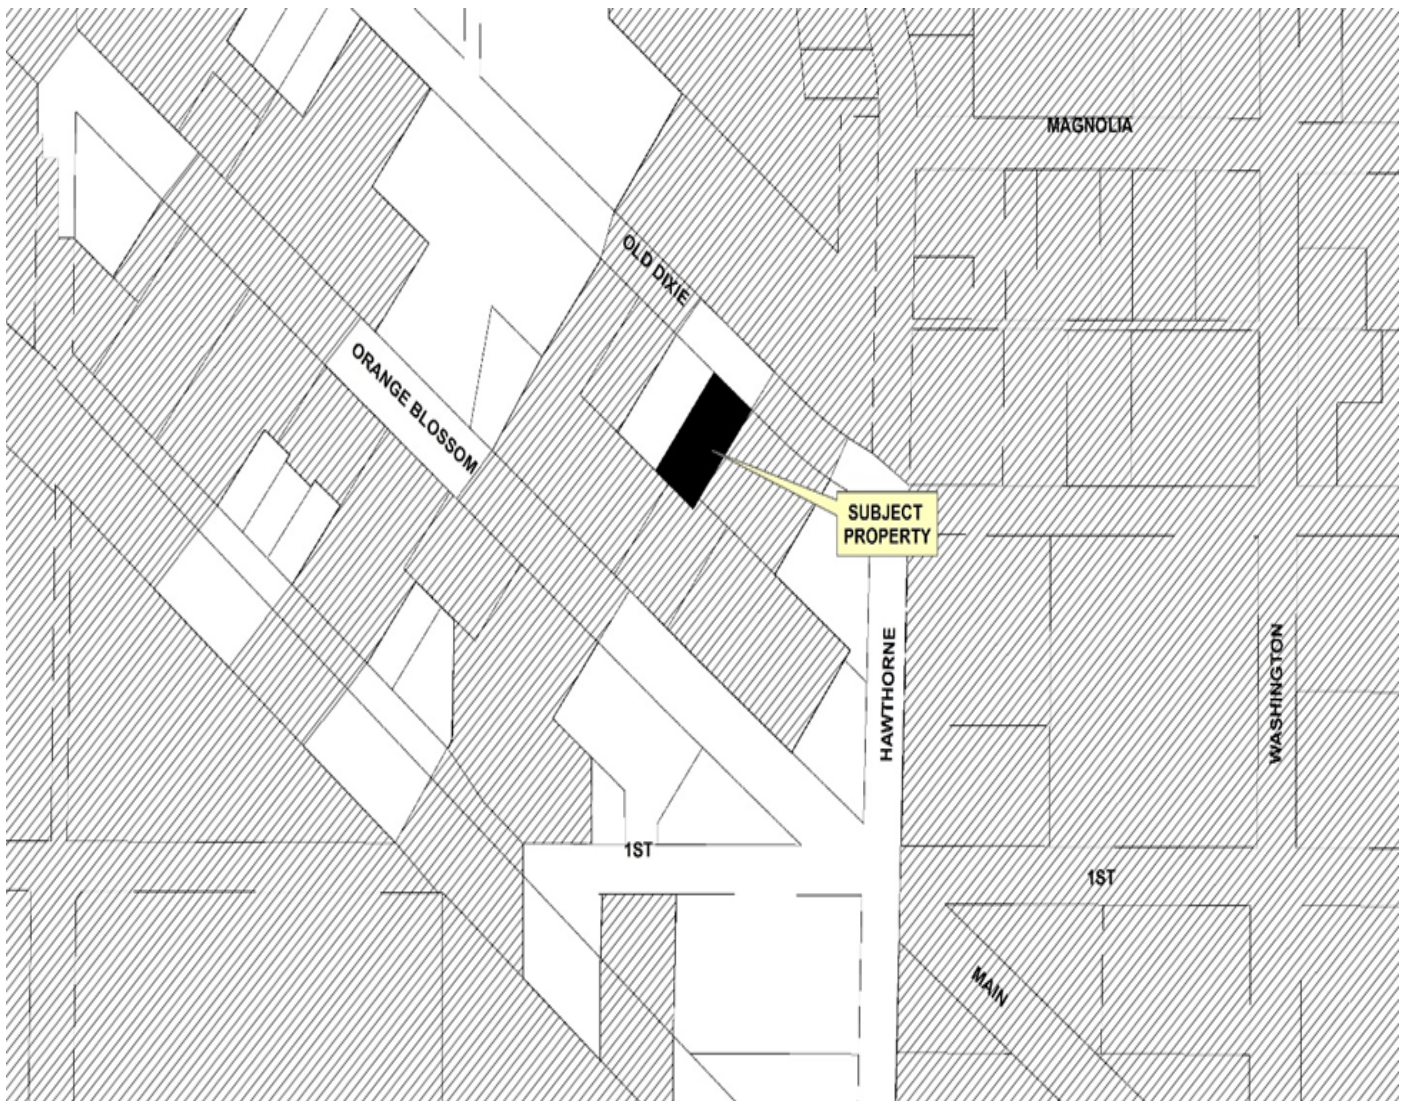 MAGNOLIA
OLD DIXIE
ORANGE BLOSSOM
SUBJECT
PROPERTY
HAWTHORNE
WASHINGTON
1ST
1ST
MAIN